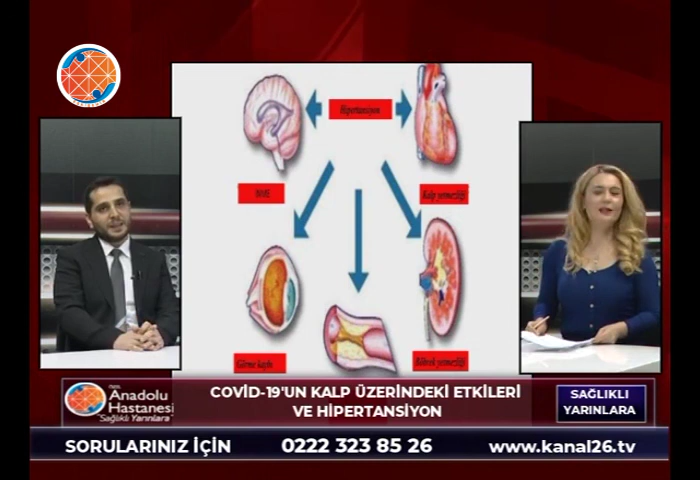 Hipertansiyon
İNME
Kalp yetmezliği
Görme kaybı
Böbrek yetmezliği
Anadolu
Hastanesi
"Sağlıklı Yarınlara"
COVİD-19'UN KALP ÜZERİNDEKİ ETKİLERİ
VE HİPERTANSİYON
SAĞLIKLI
YARINLARA
SORULARINIZ İÇİN 0222 323 85 26 www.kanal26.tv